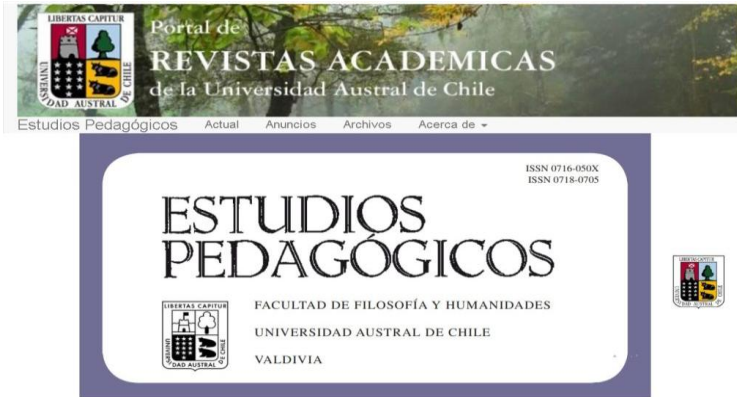 LIBERTAS CAPITUR
UNIVERSIDAD AUSTRAL DE CHILE
Portal de
REVISTAS ACADEMICAS
de la Universidad Austral de Chile
Estudios Pedagógicos Actual Anuncios Archivos Acerca de
ISSN 0716-050X
ISSN 0718-0705
ESTUDIOS
PEDAGÓGICOS
LIBERTAS CAPITUR
UNIVERSIDAD AUSTRAL DE CHILE
FACULTAD DE FILOSOFÍA Y HUMANIDADES
UNIVERSIDAD AUSTRAL DE CHILE
VALDIVIA
LIBERTAS CAPITUR